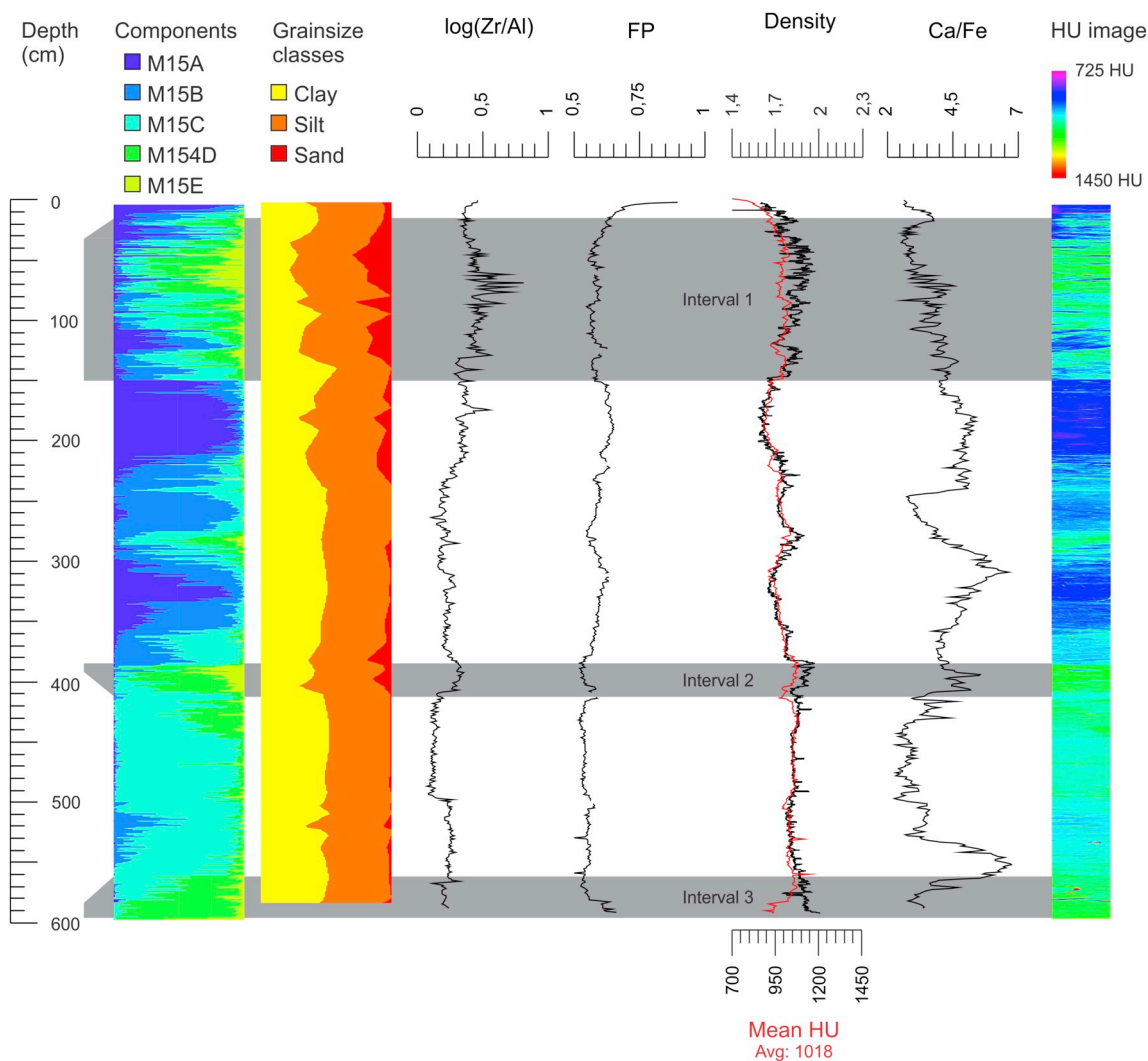 Depth
(cm)
Components
M15A
M15B
M15C
M154D
M15E
Grainsize
classes
Clay
Silt
Sand
log(Zr/Al)
0
0,5
1
FP
0,5
0,75
1
Density
1,4
1,7
2
2,3
Ca/Fe
2
4,5
7
HU image
725 HU
1450 HU
0
100
200
300
400
500
600
Interval 1
Interval 2
Interval 3
700
950
1200
1450
Mean HU
Avg: 1018